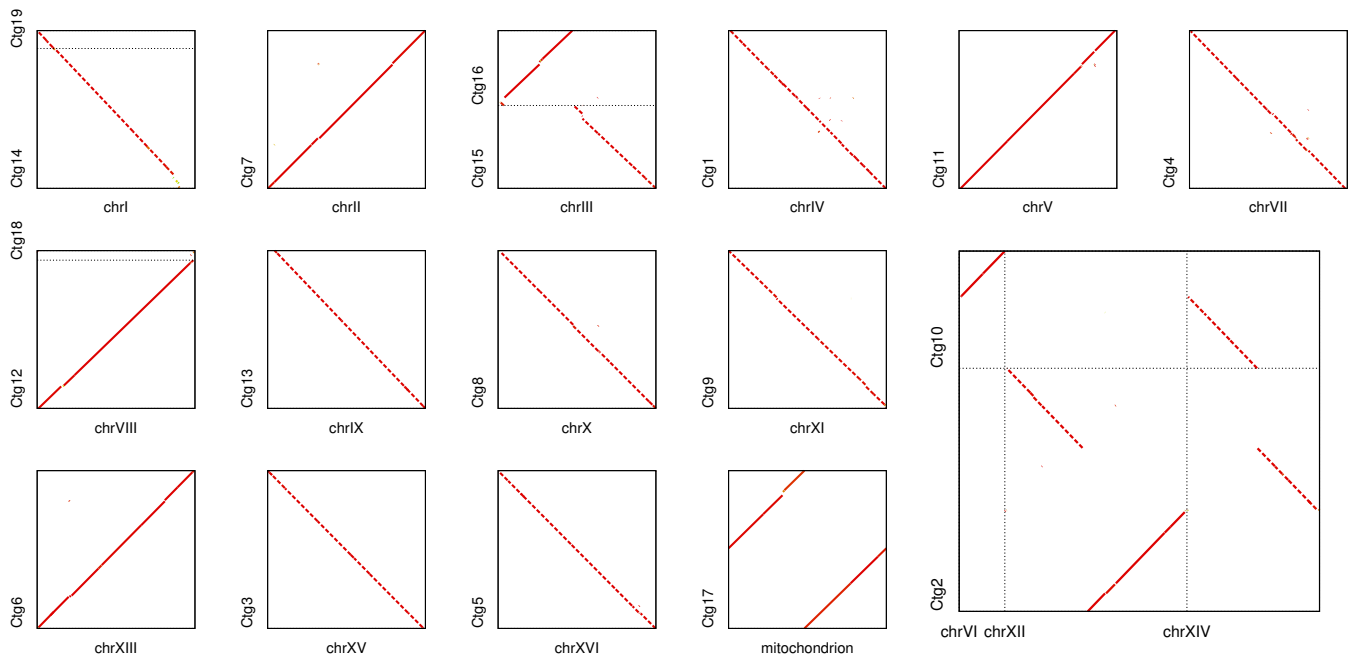 Ctg19
Ctg14
chrI
Ctg7
chrII
Ctg16
Ctg15
chrIII
Ctg1
chrIV
Ctg11
chrV
Ctg4
chrVII
Ctg18
Ctg12
chrVIII
Ctg13
chrIX
Ctg8
chrX
Ctg9
chrXI
Ctg10
Ctg2
chrVI chrXII chrXIV
Ctg6
chrXIII
Ctg3
chrXV
Ctg5
chrXVI
Ctg17
mitochondrion